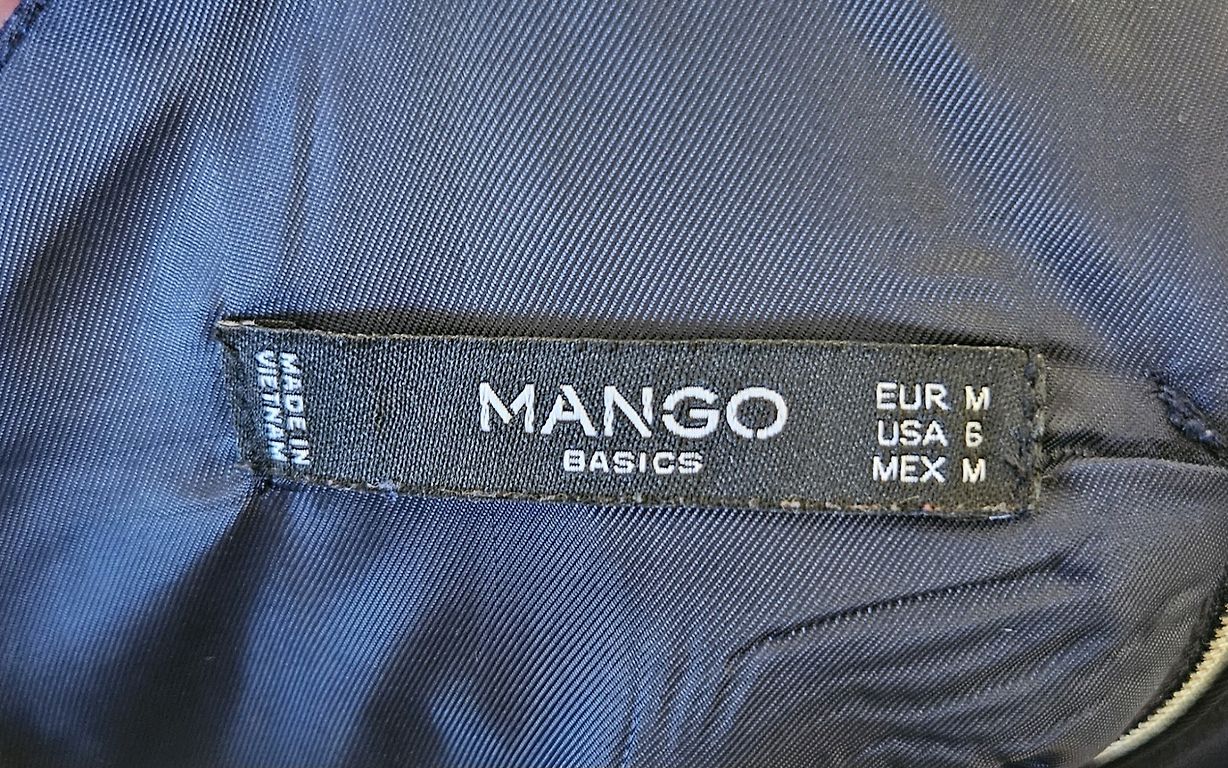 MADE IN
VIETNAM
MANGO
BASICS
EUR M
USA 6
MEX M